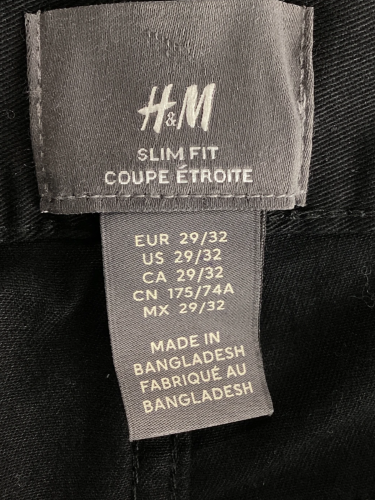 H&M
SLIM FIT
COUPE ÉTROITE
EUR 29/32
US 29/32
CA 29/32
CN 175/74A
MX 29/32
MADE IN
BANGLADESH
FABRIQUÉ AU
BANGLADESH